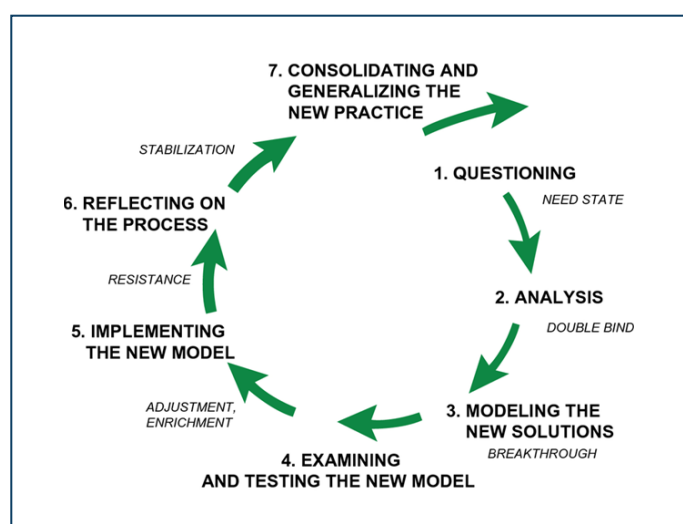 7. CONSOLIDATING AND
GENERALIZING THE
NEW PRACTICE
1. QUESTIONING
NEED STATE
2. ANALYSIS
DOUBLE BIND
3. MODELING THE
NEW SOLUTIONS
BREAKTHROUGH
4. EXAMINING
AND TESTING THE NEW MODEL
ADJUSTMENT,
ENRICHMENT
5. IMPLEMENTING
THE NEW MODEL
RESISTANCE
6. REFLECTING ON
THE PROCESS
STABILIZATION